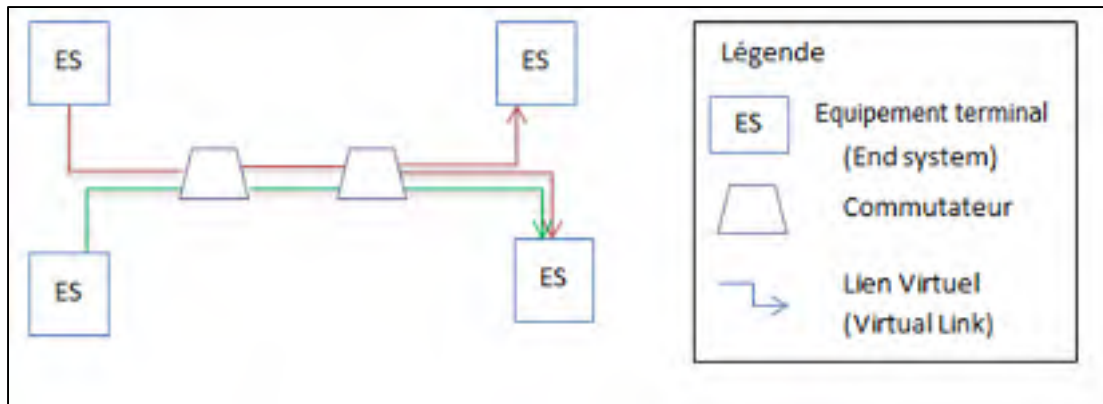 ES
ES
ES
ES
Légende
ES
Equipement terminal
(End system)
Commutateur
Lien Virtuel
(Virtual Link)